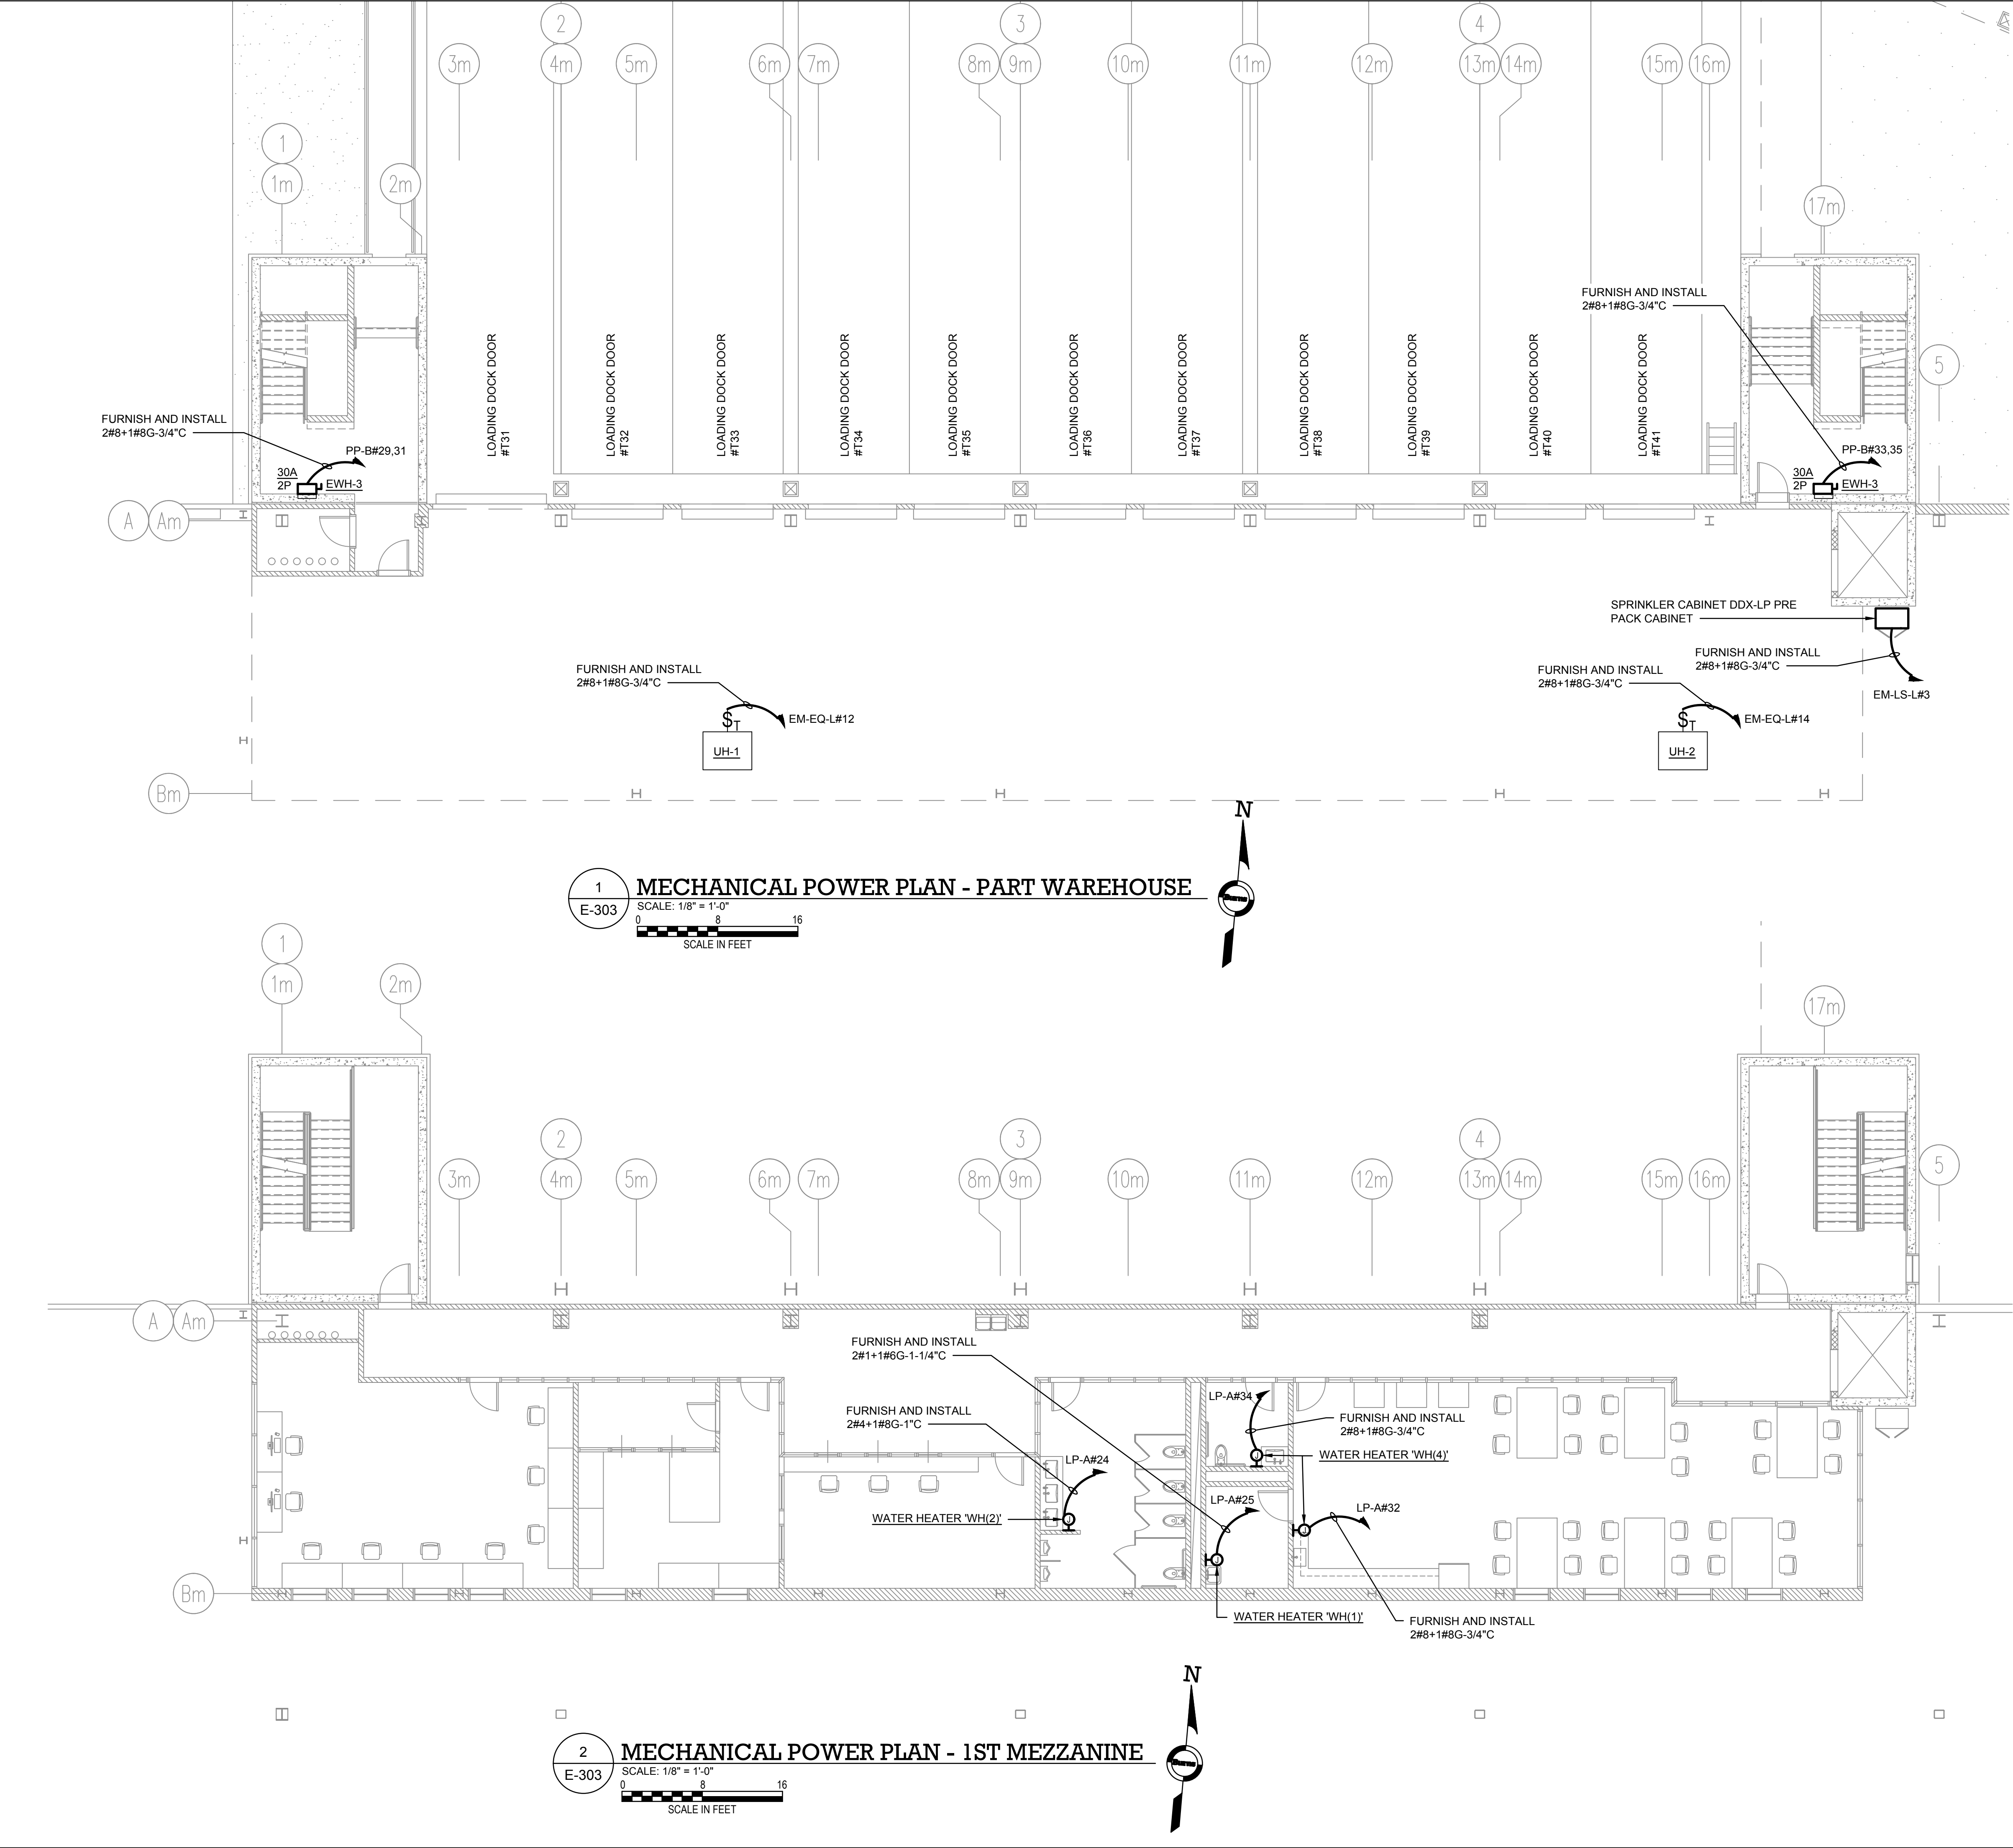 2
3
4
3m
4m
5m
6m
7m
8m
9m
10m
11m
12m
13m
14m
15m
16m
1
1m
2m
17m
5
FURNISH AND INSTALL
2#8+1#8G-3/4"C
LOADING DOCK DOOR
#T31
LOADING DOCK DOOR
#T32
LOADING DOCK DOOR
#T33
LOADING DOCK DOOR
#T34
LOADING DOCK DOOR
#T35
LOADING DOCK DOOR
#T36
LOADING DOCK DOOR
#T37
LOADING DOCK DOOR
#T38
LOADING DOCK DOOR
#T39
LOADING DOCK DOOR
#T40
LOADING DOCK DOOR
#T41
FURNISH AND INSTALL
2#8+1#8G-3/4"C
PP-B#29,31
30A
2P
EWH-3
PP-B#33,35
30A
2P
EWH-3
A
Am
SPRINKLER CABINET DDX-LP PRE
PACK CABINET
FURNISH AND INSTALL
2#8+1#8G-3/4"C
EM-LS-L#3
FURNISH AND INSTALL
2#8+1#8G-3/4"C
$T
EM-EQ-L#12
UH-1
FURNISH AND INSTALL
2#8+1#8G-3/4"C
$T
EM-EQ-L#14
UH-2
Bm
N
1
E-303
MECHANICAL POWER PLAN - PART WAREHOUSE
SCALE: 1/8" = 1'-0"
0 8 16
SCALE IN FEET
Burns
1
1m
2m
17m
2
3
4
5
3m
4m
5m
6m
7m
8m
9m
10m
11m
12m
13m
14m
15m
16m
A
Am
FURNISH AND INSTALL
2#1+1#6G-1-1/4"C
FURNISH AND INSTALL
2#4+1#8G-1"C
LP-A#34
FURNISH AND INSTALL
2#8+1#8G-3/4"C
WATER HEATER 'WH(4)'
LP-A#24
J
WATER HEATER 'WH(2)'
LP-A#25
LP-A#32
Bm
WATER HEATER 'WH(1)'
FURNISH AND INSTALL
2#8+1#8G-3/4"C
N
2
E-303
MECHANICAL POWER PLAN - 1ST MEZZANINE
SCALE: 1/8" = 1'-0"
0 8 16
SCALE IN FEET
Burns